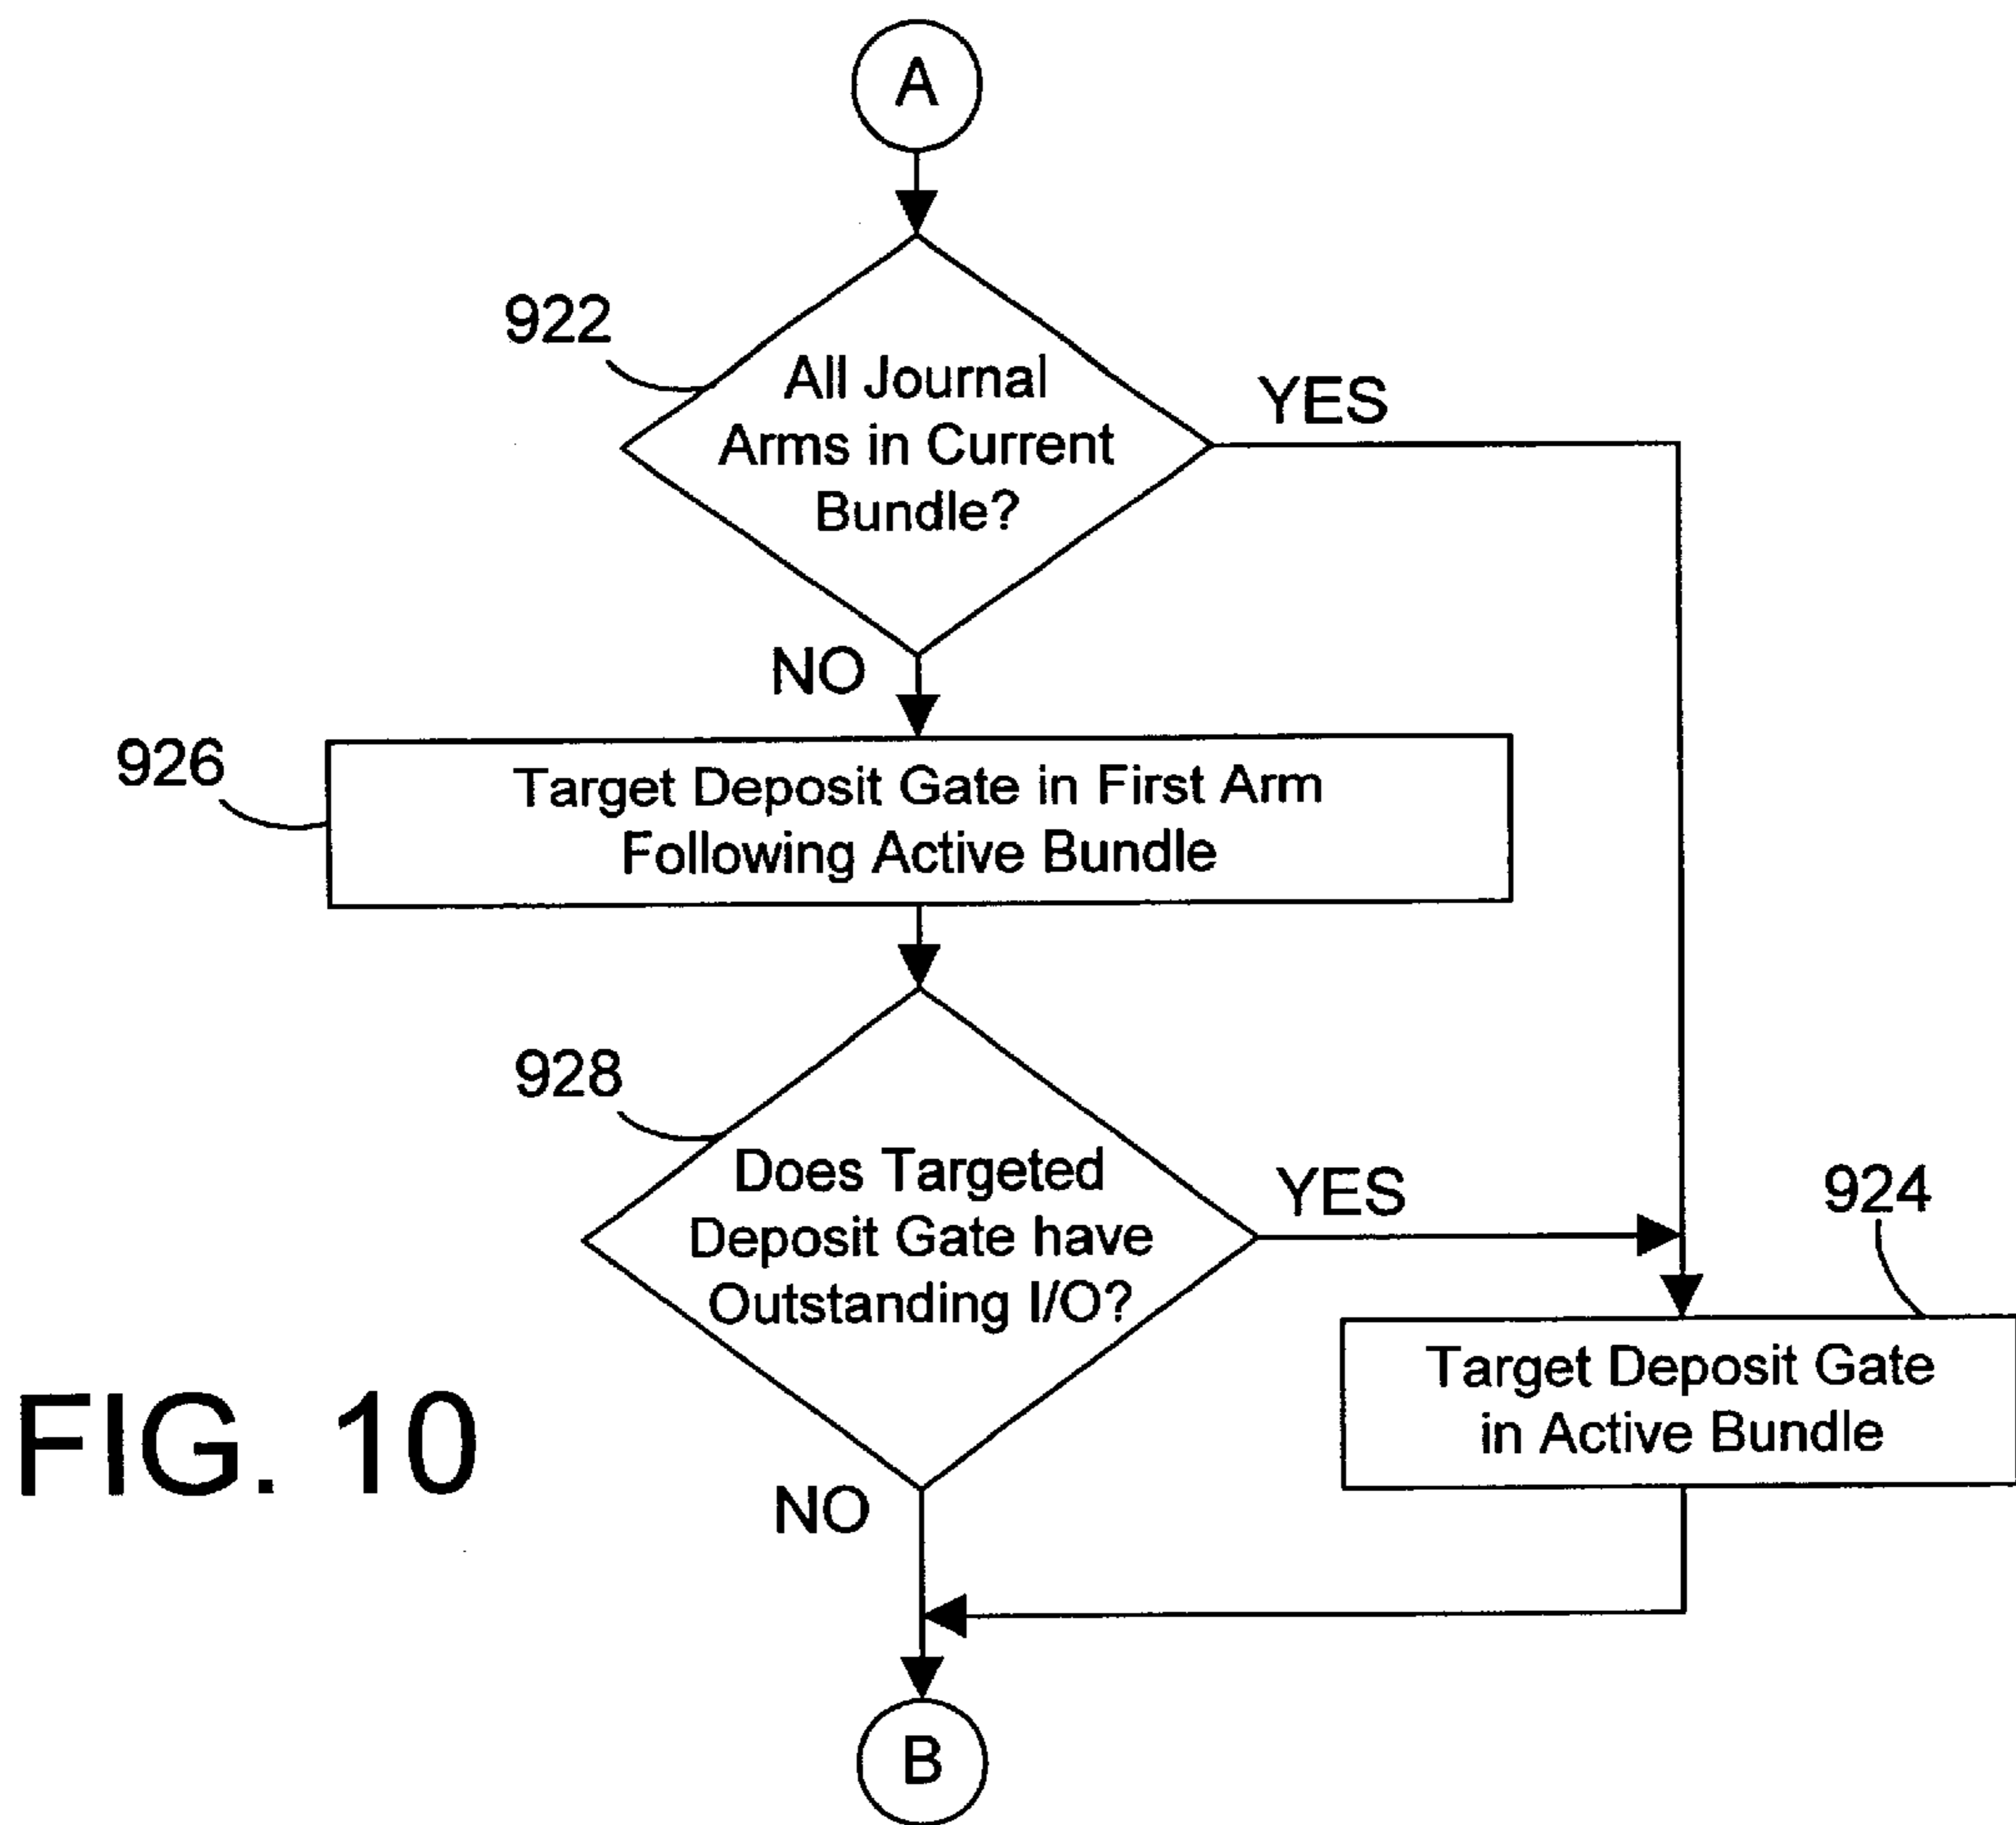 A
922
All Journal
Arms in Current
Bundle?
YES
NO
926
Target Deposit Gate in First Arm
Following Active Bundle
928
Does Targeted
Deposit Gate have
Outstanding I/O?
YES
924
Target Deposit Gate
in Active Bundle
NO
FIG. 10
B